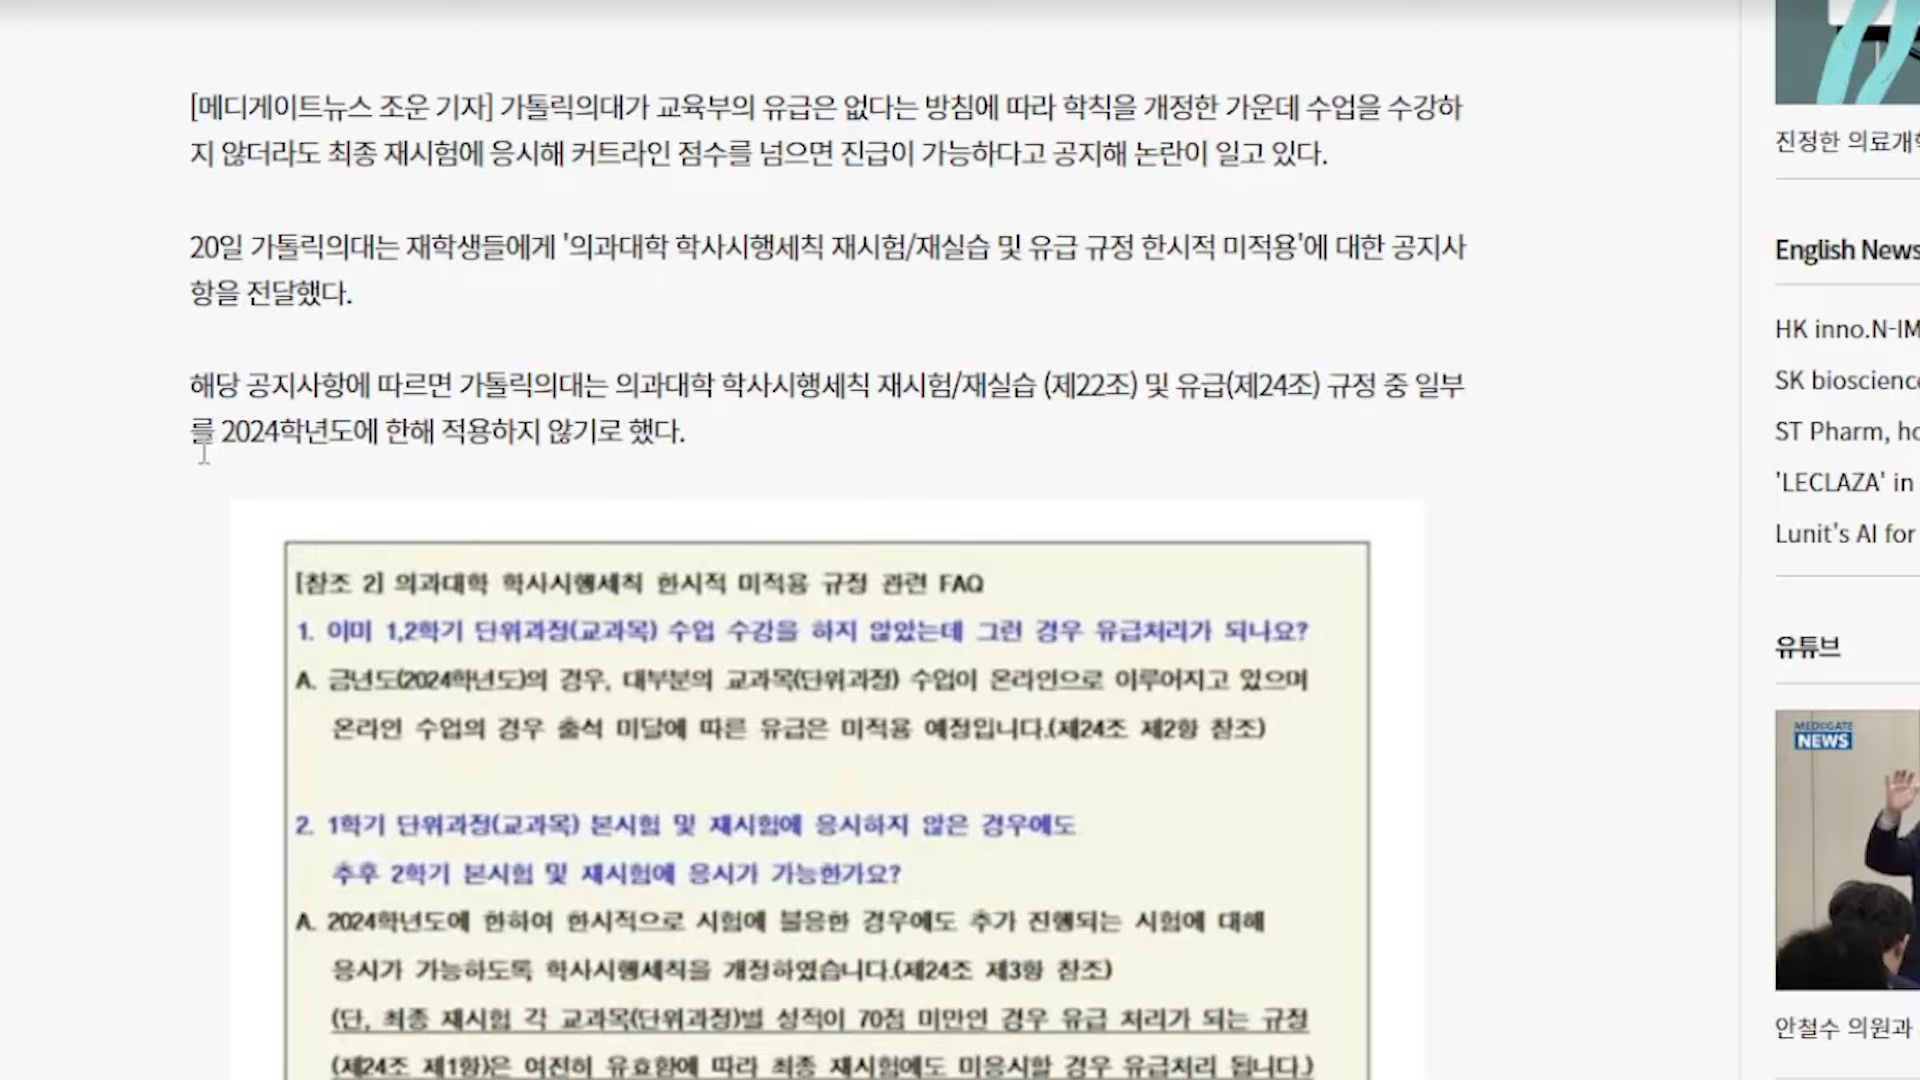 [메디게이트뉴스 조운 기자] 가톨릭의대가 교육부의 유급은 없다는 방침에 따라 학칙을 개정한 가운데 수업을 수강하
지 않더라도 최종 재시험에 응시해 커트라인 점수를 넘으면 진급이 가능하다고 공지해 논란이 일고 있다.
20일 가톨릭의대는 재학생들에게 '의과대학 학사시행세칙 재시험/재실습 및 유급 규정 한시적 미적용'에 대한 공지사
항을 전달했다.
해당 공지사항에 따르면 가톨릭의대는 의과대학 학사시행세칙 재시험/재실습 (제22조) 및 유급(제24조) 규정 중 일부
를 2024학년도에 한해 적용하지 않기로 했다.
[참조 2] 의과대학 학사시행세칙 한시적 미적용 규정 관련 FAQ
1. 이미 1,2학기 단위과정(교과목) 수업 수강을 하지 않았는데 그런 경우 유급처리가 되나요?
A. 금년도(2024학년도)의 경우, 대부분의 교과목(단위과정) 수업이 온라인으로 이루어지고 있으며
온라인 수업의 경우 출석 미달에 따른 유급은 미적용 예정입니다.(제24조 제2항 참조)
2. 1학기 단위과정(교과목) 본시험 및 재시험에 응시하지 않은 경우에도
추후 2학기 본시험 및 재시험에 응시가 가능한가요?
A. 2024학년도에 한하여 한시적으로 시험에 불응한 경우에도 추가 진행되는 시험에 대해
응시가 가능하도록 학사시행세칙을 개정하였습니다.(제24조 제3항 참조)
(단, 최종 재시험 각 교과목(단위과정)별 성적이 70점 미만인 경우 유급 처리가 되는 규정
(제24조 제1항)은 여전히 유효함에 따라 최종 재시험에도 미응시할 경우 유급처리 됩니다.)
진정한 의료개
English News
HK inno.N-IM
SK bioscience
ST Pharm, ho
'LECLAZA' in
Lunit's AI for
유튜브
MEDI:GATE
NEWS
안철수 의원과